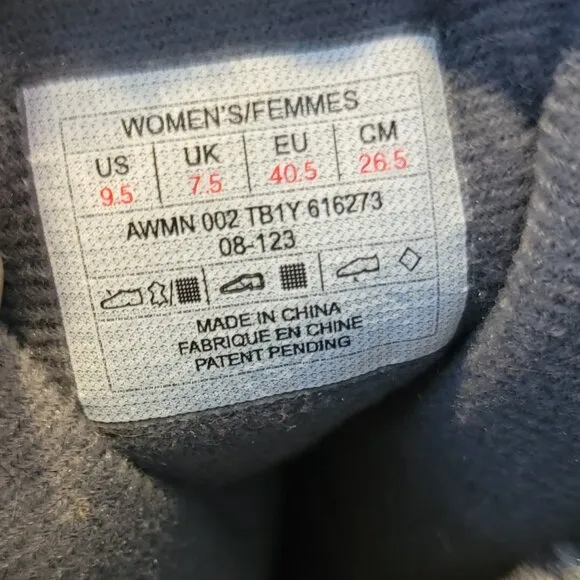 WOMEN'S/FEMMES
US UK EU CM
9.5 7.5 40.5 26.5
AWMN 002 TB1Y 616273
08-123
MADE IN CHINA
FABRIQUE EN CHINE
PATENT PENDING